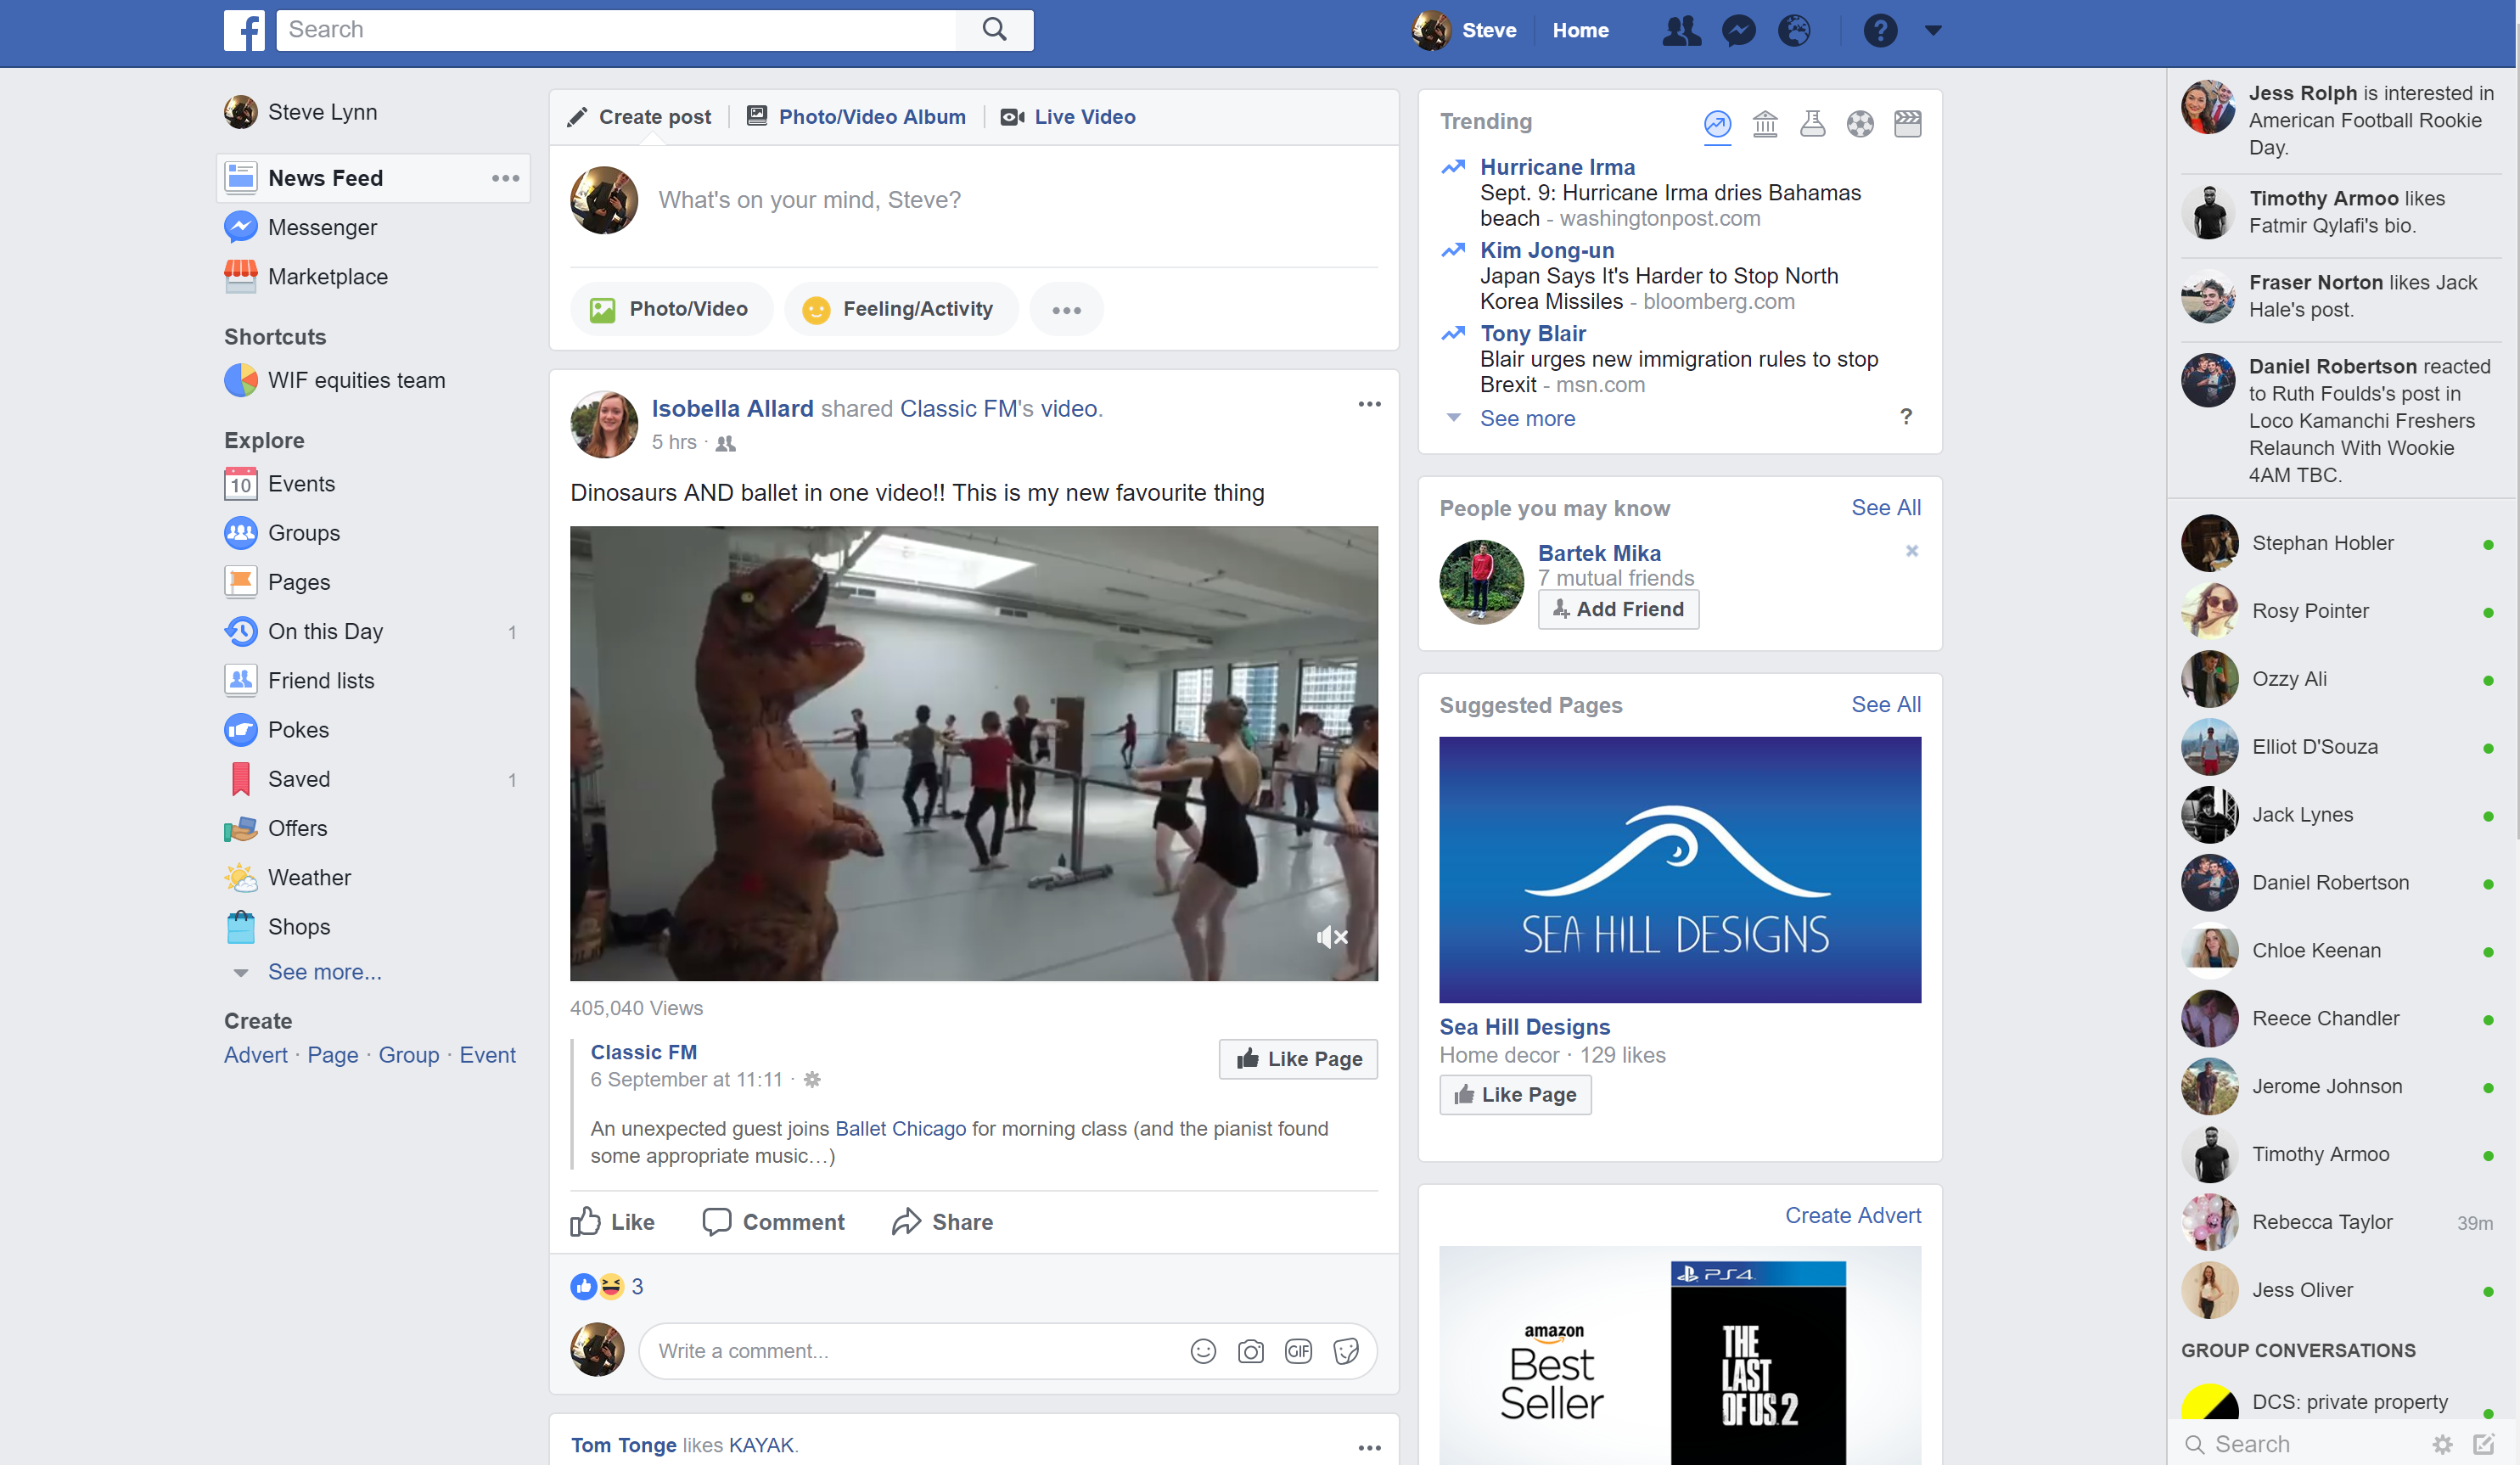 Search
Steve
Home
?
Steve Lynn
News Feed
Messenger
Marketplace
Shortcuts
WIF equities team
Explore
10 Events
Groups
Pages
On this Day 1
Friend lists
Pokes
Saved 1
Offers
Weather
Shops
See more...
Create
Advert · Page · Group · Event
Create post
Photo/Video Album
Live Video
What's on your mind, Steve?
Photo/Video
Feeling/Activity
Isobella Allard shared Classic FM's video.
5 hrs ·
Dinosaurs AND ballet in one video!! This is my new favourite thing
405,040 Views
Classic FM
6 September at 11:11 ·
Like Page
An unexpected guest joins Ballet Chicago for morning class (and the pianist found
some appropriate music…)
Like
Comment
Share
3
Write a comment...
GIF
Tom Tonge likes KAYAK.
Trending
Hurricane Irma
Sept. 9: Hurricane Irma dries Bahamas
beach - washingtonpost.com
Kim Jong-un
Japan Says It's Harder to Stop North
Korea Missiles - bloomberg.com
Tony Blair
Blair urges new immigration rules to stop
Brexit - msn.com
See more
?
People you may know
See All
Bartek Mika
7 mutual friends
Add Friend
Suggested Pages
See All
SEA HILL DESIGNS
Sea Hill Designs
Home decor · 129 likes
Like Page
Create Advert
amazon
Best
Seller
PS4
THE
LAST
OF US 2
Jess Rolph is interested in
American Football Rookie
Day.
Timothy Armoo likes
Fatmir Qylafi's bio.
Fraser Norton likes Jack
Hale's post.
Daniel Robertson reacted
to Ruth Foulds's post in
Loco Kamanchi Freshers
Relaunch With Wookie
4AM TBC.
Stephan Hobler
Rosy Pointer
Ozzy Ali
Elliot D'Souza
Jack Lynes
Daniel Robertson
Chloe Keenan
Reece Chandler
Jerome Johnson
Timothy Armoo
Rebecca Taylor 39m
Jess Oliver
GROUP CONVERSATIONS
DCS: private property
Search